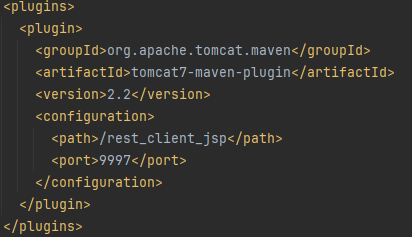 <plugins>
<plugin>
<groupId>org.apache.tomcat.maven</groupId>
<artifactId>tomcat7-maven-plugin</artifactId>
<version>2.2</version>
<configuration>
<path>/rest_client_jsp</path>
<port>9997</port>
</configuration>
</plugin>
</plugins>